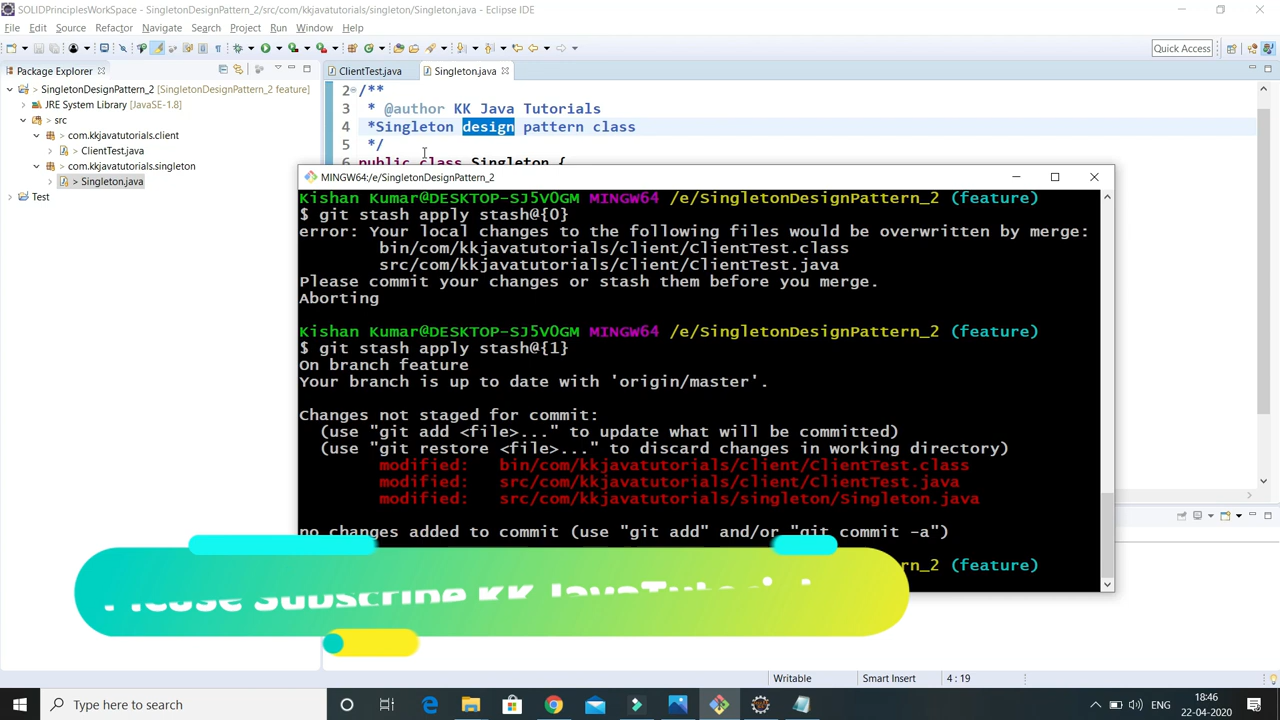 SOLIDPrinciplesWorkSpace - SingletonDesignPattern_2/src/com/kkjavatutorials/singleton/Singleton.java - Eclipse IDE
File Edit Source Refactor Navigate Search Project Run Window Help
Quick Access
Package Explorer
ClientTest.java
Singleton.java
> SingletonDesignPattern_2 [SingletonDesignPattern_2 feature]
JRE System Library [JavaSE-1.8]
> src
> com.kkjavatutorials.client
> ClientTest.java
> com.kkjavatutorials.singleton
> Singleton.java
Test
2 /**
3 * @author KK Java Tutorials
4 *Singleton design pattern class
5 */
6 public class Singleton {
MINGW64:/e/SingletonDesignPattern_2
Kishan Kumar@DESKTOP-SJ5V0GM MINGW64 /e/SingletonDesignPattern_2 (feature)
$ git stash apply stash@{0}
error: Your local changes to the following files would be overwritten by merge:
bin/com/kkjavatutorials/client/ClientTest.class
src/com/kkjavatutorials/client/ClientTest.java
Please commit your changes or stash them before you merge.
Aborting
Kishan Kumar@DESKTOP-SJ5V0GM MINGW64 /e/SingletonDesignPattern_2 (feature)
$ git stash apply stash@{1}
On branch feature
Your branch is up to date with 'origin/master'.
Changes not staged for commit:
(use "git add <file>..." to update what will be committed)
(use "git restore <file>..." to discard changes in working directory)
modified: bin/com/kkjavatutorials/client/ClientTest.class
modified: src/com/kkjavatutorials/client/ClientTest.java
modified: src/com/kkjavatutorials/singleton/Singleton.java
no changes added to commit (use "git add" and/or "git commit -a")
rn_2 (feature)
Please Subscribe KK JavaTutorials
Writable
Smart Insert
4 : 19
Type here to search
ENG
18:46
22-04-2020